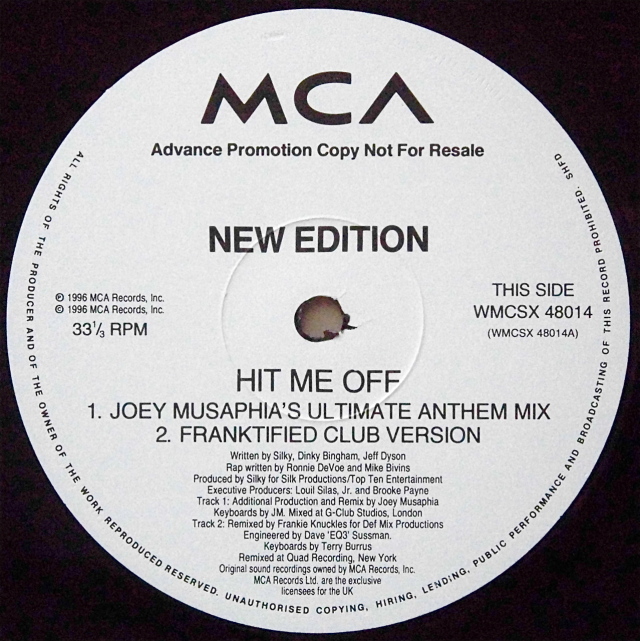 MCA
Advance Promotion Copy Not For Resale
NEW EDITION
℗ 1996 MCA Records, Inc.
© 1996 MCA Records, Inc.
33⅓ RPM
THIS SIDE
WMCSX 48014
(WMCSX 48014A)
HIT ME OFF
1. JOEY MUSAPHIA'S ULTIMATE ANTHEM MIX
2. FRANKTIFIED CLUB VERSION
Written by Silky, Dinky Bingham, Jeff Dyson
Rap written by Ronnie DeVoe and Mike Bivins
Produced by Silky for Silk Productions/Top Ten Entertainment
Executive Producers: Louil Silas, Jr. and Brooke Payne
Track 1: Additional Production and Remix by Joey Musaphia
Keyboards by JM. Mixed at G-Club Studios, London
Track 2: Remixed by Frankie Knuckles for Def Mix Productions
Engineered by Dave 'EQ3' Sussman.
Keyboards by Terry Burrus
Remixed at Quad Recording, New York
Original sound recordings owned by MCA Records, Inc.
MCA Records Ltd. are the exclusive
licensees for the UK
ALL RIGHTS OF THE PRODUCER AND OF THE OWNER OF THE WORK REPRODUCED RESERVED. UNAUTHORISED COPYING, HIRING, LENDING, PUBLIC PERFORMANCE AND BROADCASTING OF THIS RECORD PROHIBITED. SHFD